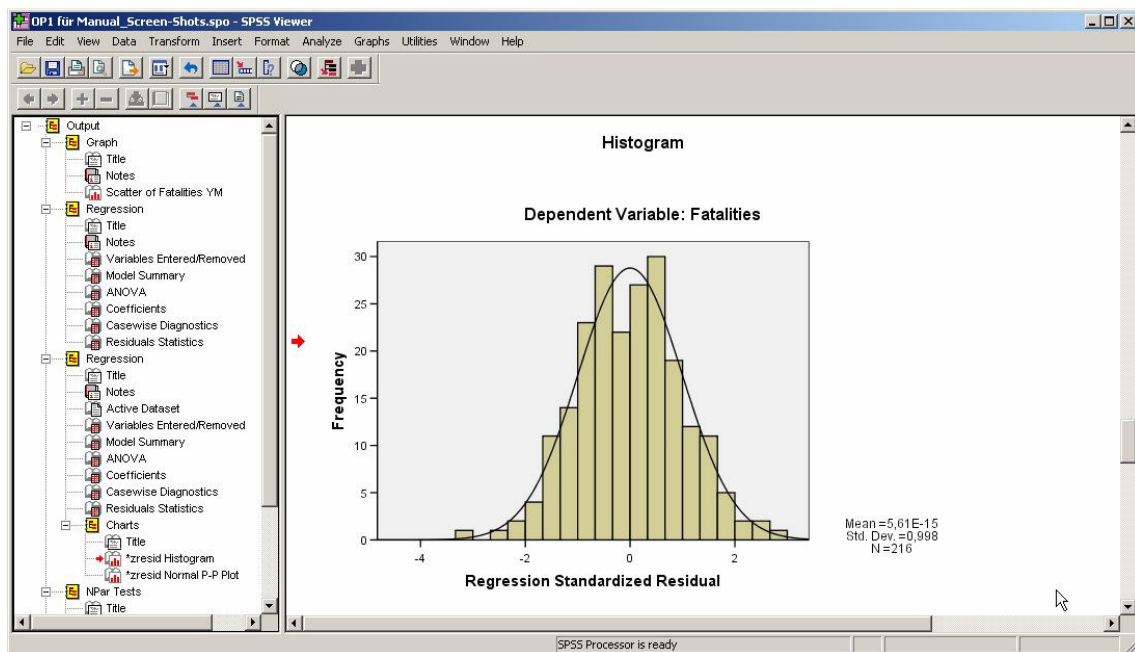 OP1 für Manual_Screen-Shots.spo - SPSS Viewer
File Edit View Data Transform Insert Format Analyze Graphs Utilities Window Help
Output
Graph
Title
Notes
Scatter of Fatalities YM
Regression
Title
Notes
Variables Entered/Removed
Model Summary
ANOVA
Coefficients
Casewise Diagnostics
Residuals Statistics
Regression
Title
Notes
Active Dataset
Variables Entered/Removed
Model Summary
ANOVA
Coefficients
Casewise Diagnostics
Residuals Statistics
Charts
Title
*zresid Histogram
*zresid Normal P-P Plot
NPar Tests
Title
Histogram
Dependent Variable: Fatalities
Frequency
30
25
20
15
10
5
0
-4 -2 0 2
Regression Standardized Residual
Mean =5,61E-15
Std. Dev. =0,998
N =216
SPSS Processor is ready